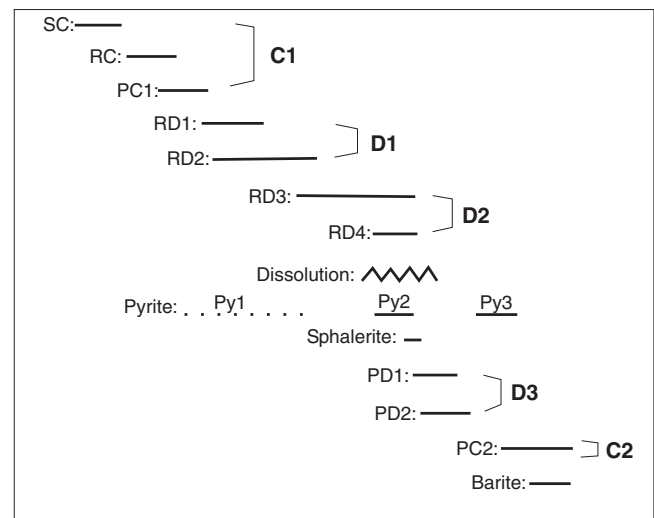 SC:
RC:
C1
PC1:
RD1:
D1
RD2:
RD3:
D2
RD4:
Dissolution:
Pyrite: Py1 Py2 Py3
Sphalerite:
PD1:
D3
PD2:
PC2: C2
Barite: